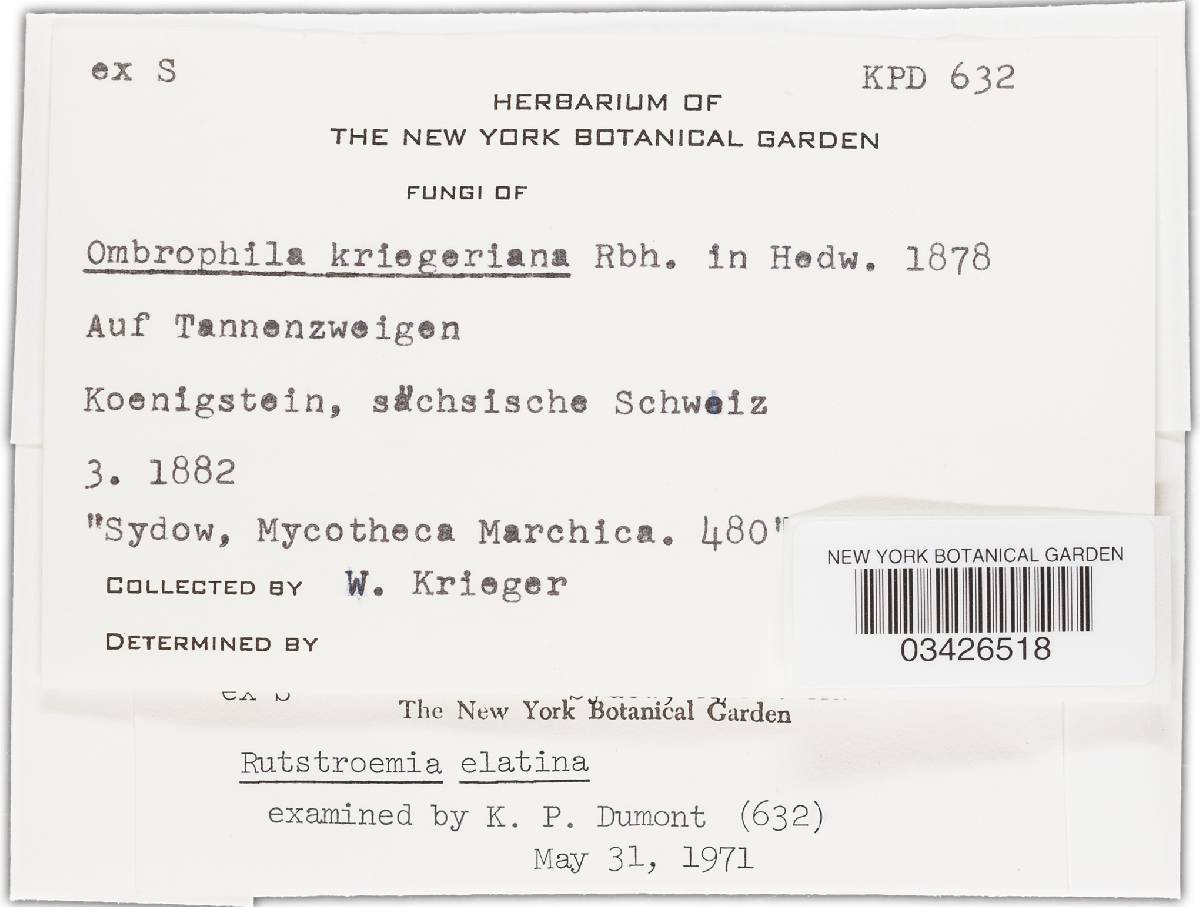 ex S
KPD 632
HERBARIUM OF
THE NEW YORK BOTANICAL GARDEN
FUNGI OF
Ombrophila kriegeriana Rbh. in Hedw. 1878
Auf Tannenzweigen
Koenigstein, sächsische Schweiz
3. 1882
"Sydow, Mycotheca Marchica. 480"
COLLECTED BY W. Krieger
DETERMINED BY
NEW YORK BOTANICAL GARDEN
03426518
ex S
The New York Botanical Garden
Rutstroemia elatina
examined by K. P. Dumont (632)
May 31, 1971